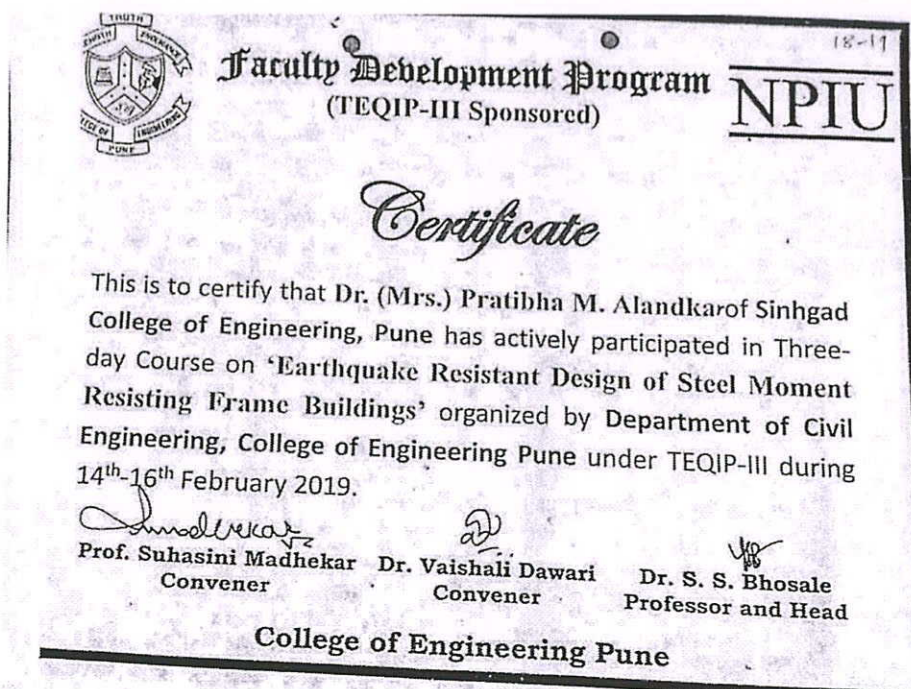 TRUTH
COLLEGE OF ENGINEERING
PUNE
18-19
Faculty Development Program
(TEQIP-III Sponsored)
NPIU
Certificate
This is to certify that Dr. (Mrs.) Pratibha M. Alandkarof Sinhgad
College of Engineering, Pune has actively participated in Three-
day Course on ‘Earthquake Resistant Design of Steel Moment
Resisting Frame Buildings’ organized by Department of Civil
Engineering, College of Engineering Pune under TEQIP-III during
14th-16th February 2019.
Prof. Suhasini Madhekar Dr. Vaishali Dawari Dr. S. S. Bhosale
Convener Convener Professor and Head
College of Engineering Pune